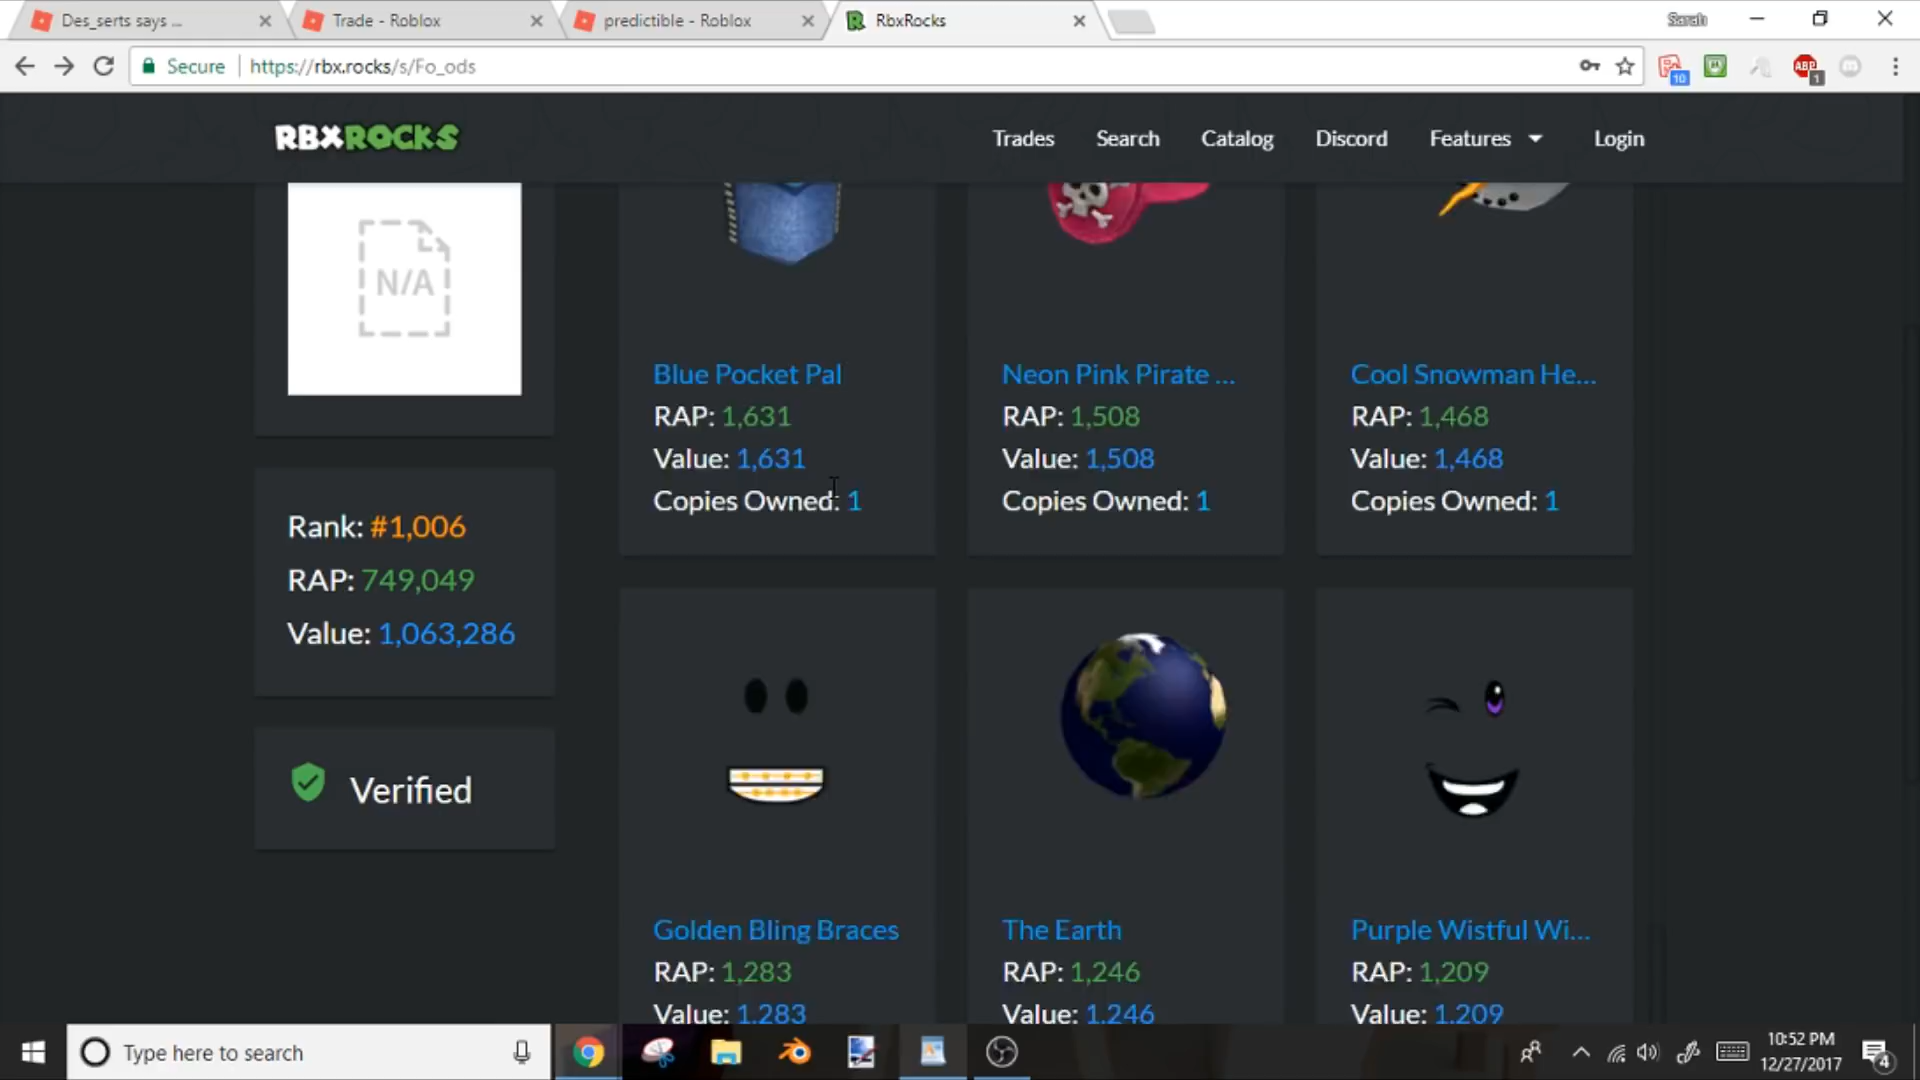 Des_serts says ...
Trade - Roblox
predictible - Roblox
RbxRocks
Sarah
Secure
https://rbx.rocks/s/Fo_ods
10
ABP
1
RBXROCKS
Trades
Search
Catalog
Discord
Features
Login
N/A
Rank: #1,006
RAP: 749,049
Value: 1,063,286
Verified
Blue Pocket Pal
RAP: 1,631
Value: 1,631
Copies Owned: 1
Neon Pink Pirate ...
RAP: 1,508
Value: 1,508
Copies Owned: 1
Cool Snowman He...
RAP: 1,468
Value: 1,468
Copies Owned: 1
Golden Bling Braces
RAP: 1,283
Value: 1,283
The Earth
RAP: 1,246
Value: 1,246
Purple Wistful Wi...
RAP: 1,209
Value: 1,209
Type here to search
10:52 PM
12/27/2017
4